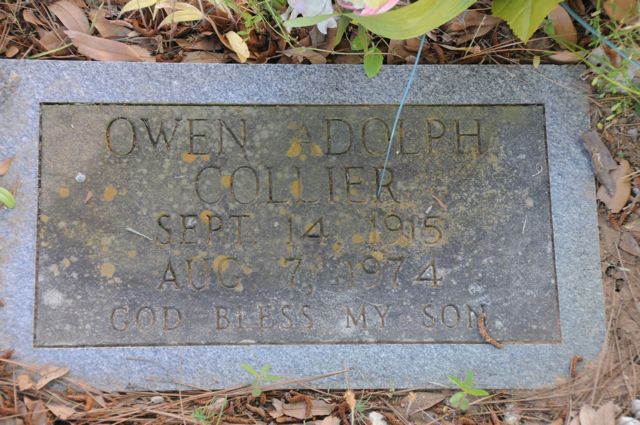 OWEN ADOLPH
COLLIER
SEPT. 14, 1915
AUG. 7, 1974
GOD BLESS MY SON